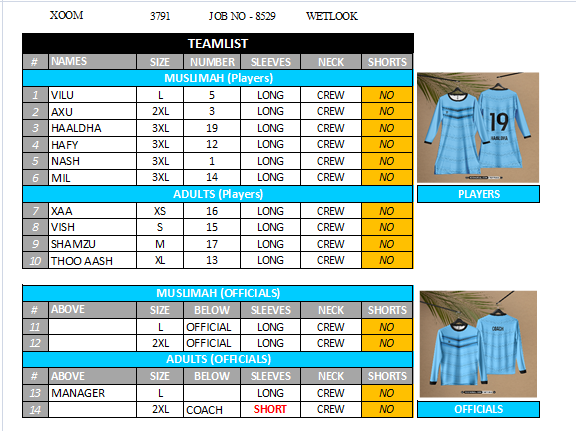 XOOM 3791 JOB NO - 8529 WETLOOK
TEAMLIST
# NAMES SIZE NUMBER SLEEVES NECK SHORTS
MUSLIMAH (Players)
1 VILU L 5 LONG CREW NO
2 AXU 2XL 3 LONG CREW NO
3 HAALDHA 3XL 19 LONG CREW NO
4 HAFY 3XL 12 LONG CREW NO
5 NASH 3XL 1 LONG CREW NO
6 MIL 3XL 14 LONG CREW NO
ADULTS (Players)
7 XAA XS 16 LONG CREW NO
8 VISH S 15 LONG CREW NO
9 SHAMZU M 17 LONG CREW NO
10 THOO AASH XL 13 LONG CREW NO
19
HAALDHA
PLAYERS
MUSLIMAH (OFFICIALS)
# ABOVE SIZE BELOW SLEEVES NECK SHORTS
11 L OFFICIAL LONG CREW NO
12 2XL OFFICIAL LONG CREW NO
ADULTS (OFFICIALS)
# ABOVE SIZE BELOW SLEEVES NECK SHORTS
13 MANAGER L LONG CREW NO
14 2XL COACH SHORT CREW NO
COACH
OFFICIALS